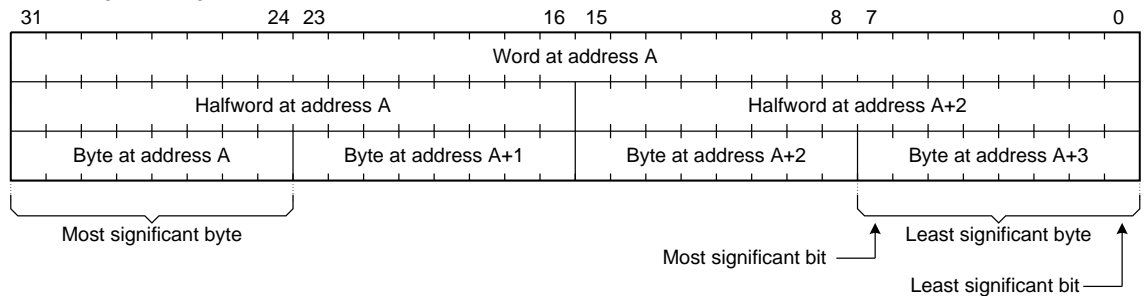 31 24 23 16 15 8 7 0
Word at address A
Halfword at address A Halfword at address A+2
Byte at address A Byte at address A+1 Byte at address A+2 Byte at address A+3
Most significant byte Least significant byte
Most significant bit
Least significant bit